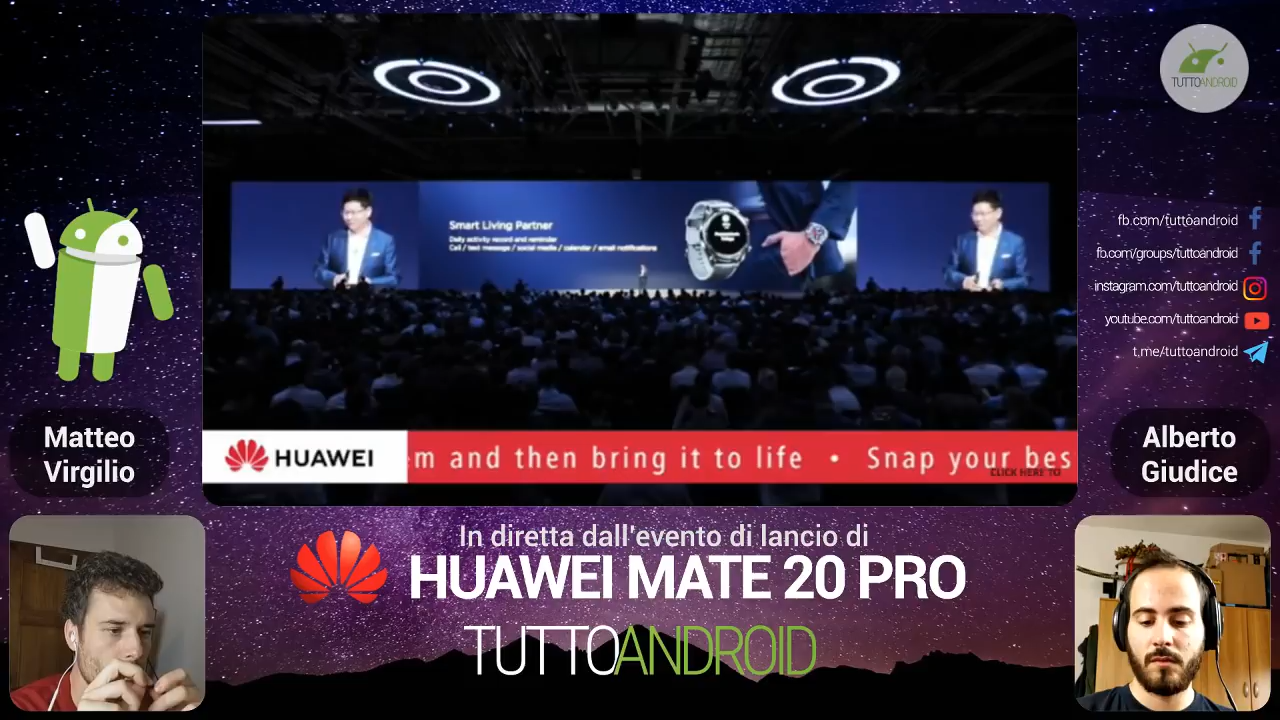 TUTTOANDROID
Smart Living Partner
Daily activity record and reminder
Call / text message / social media / calendar / email notifications
fb.com/tuttoandroid
fb.com/groups/tuttoandroid
instagram.com/tuttoandroid
youtube.com/tuttoandroid
t.me/tuttoandroid
Matteo
Virgilio
Alberto
Giudice
HUAWEI m and then bring it to life • Snap your bes
CLICK HERE TO
In diretta dall'evento di lancio di
HUAWEI MATE 20 PRO
TUTTOANDROID